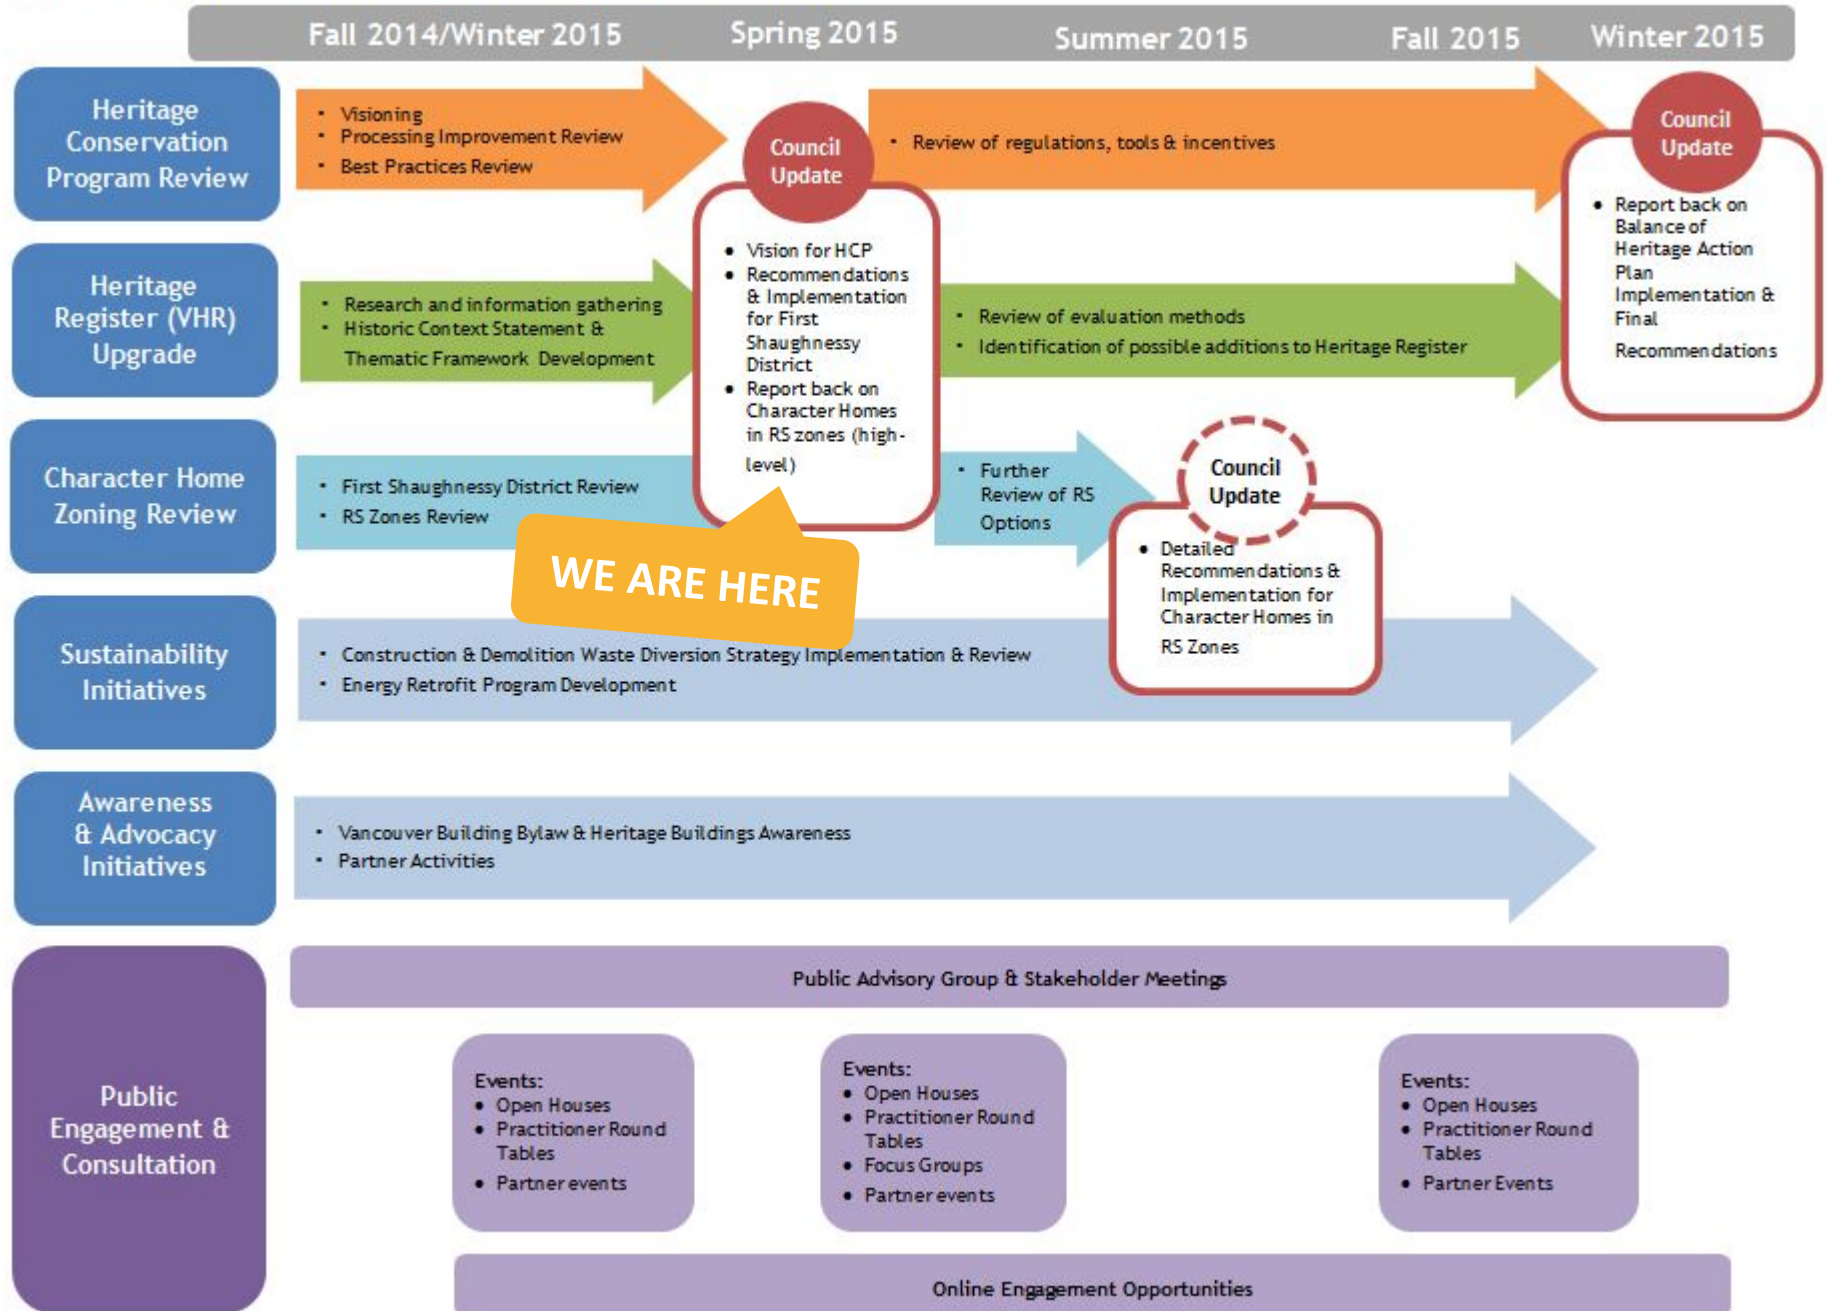 Fall 2014/Winter 2015
Spring 2015
Summer 2015
Fall 2015
Winter 2015
Heritage
Conservation
Program Review
• Visioning
• Processing Improvement Review
• Best Practices Review
Council
Update
• Review of regulations, tools & incentives
Council
Update
• Vision for HCP
• Recommendations
& Implementation
for First
Shaughnessy
District
• Report back on
Character Homes
in RS zones (high-
level)
• Report back on
Balance of
Heritage Action
Plan
Implementation &
Final
Recommendations
Heritage
Register (VHR)
Upgrade
• Research and information gathering
• Historic Context Statement &
Thematic Framework Development
• Review of evaluation methods
• Identification of possible additions to Heritage Register
Character Home
Zoning Review
• First Shaughnessy District Review
• RS Zones Review
• Further
Review of RS
Options
Council
Update
• Detailed
Recommendations &
Implementation for
Character Homes in
RS Zones
WE ARE HERE
Sustainability
Initiatives
• Construction & Demolition Waste Diversion Strategy Implementation & Review
• Energy Retrofit Program Development
Awareness
& Advocacy
Initiatives
• Vancouver Building Bylaw & Heritage Buildings Awareness
• Partner Activities
Public
Engagement &
Consultation
Public Advisory Group & Stakeholder Meetings
Events:
• Open Houses
• Practitioner Round
Tables
• Partner events
Events:
• Open Houses
• Practitioner Round
Tables
• Focus Groups
• Partner events
Events:
• Open Houses
• Practitioner Round
Tables
• Partner Events
Online Engagement Opportunities